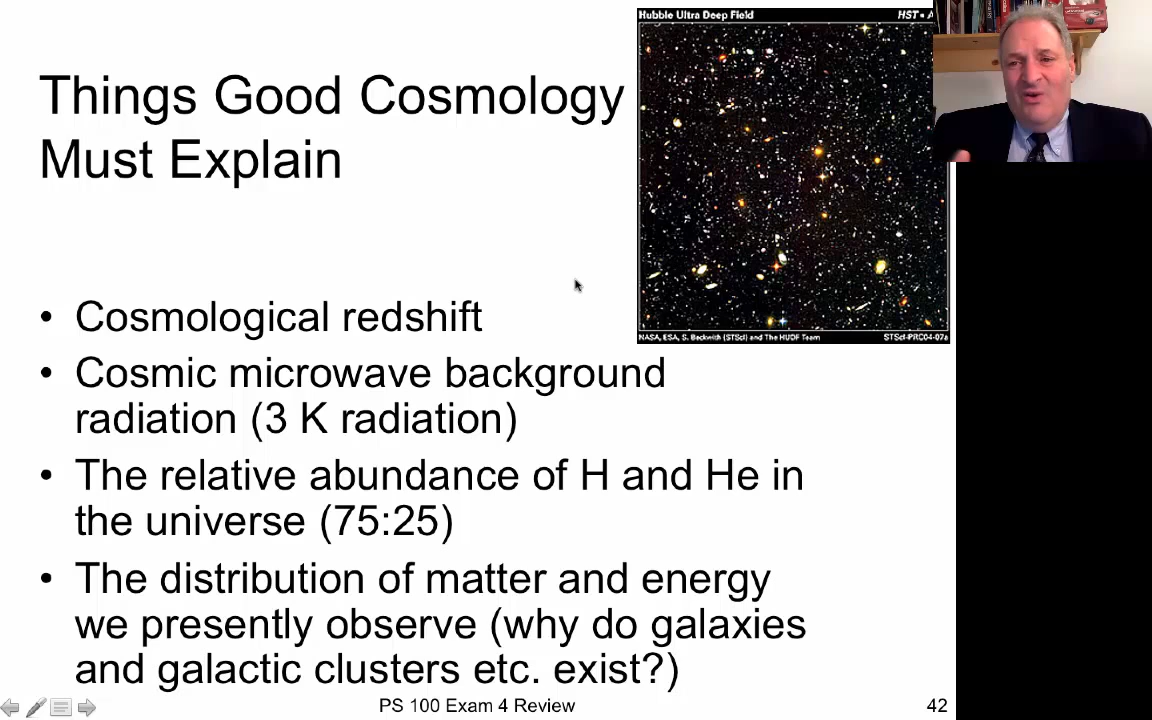 Hubble Ultra Deep Field
HST •
Things Good Cosmology
Must Explain
NASA, ESA, S. Beckwith (STScI) and The HUDF Team
STScI-PRC04-07a
• Cosmological redshift
• Cosmic microwave background
radiation (3 K radiation)
• The relative abundance of H and He in
the universe (75:25)
• The distribution of matter and energy
we presently observe (why do galaxies
and galactic clusters etc. exist?)
PS 100 Exam 4 Review
42